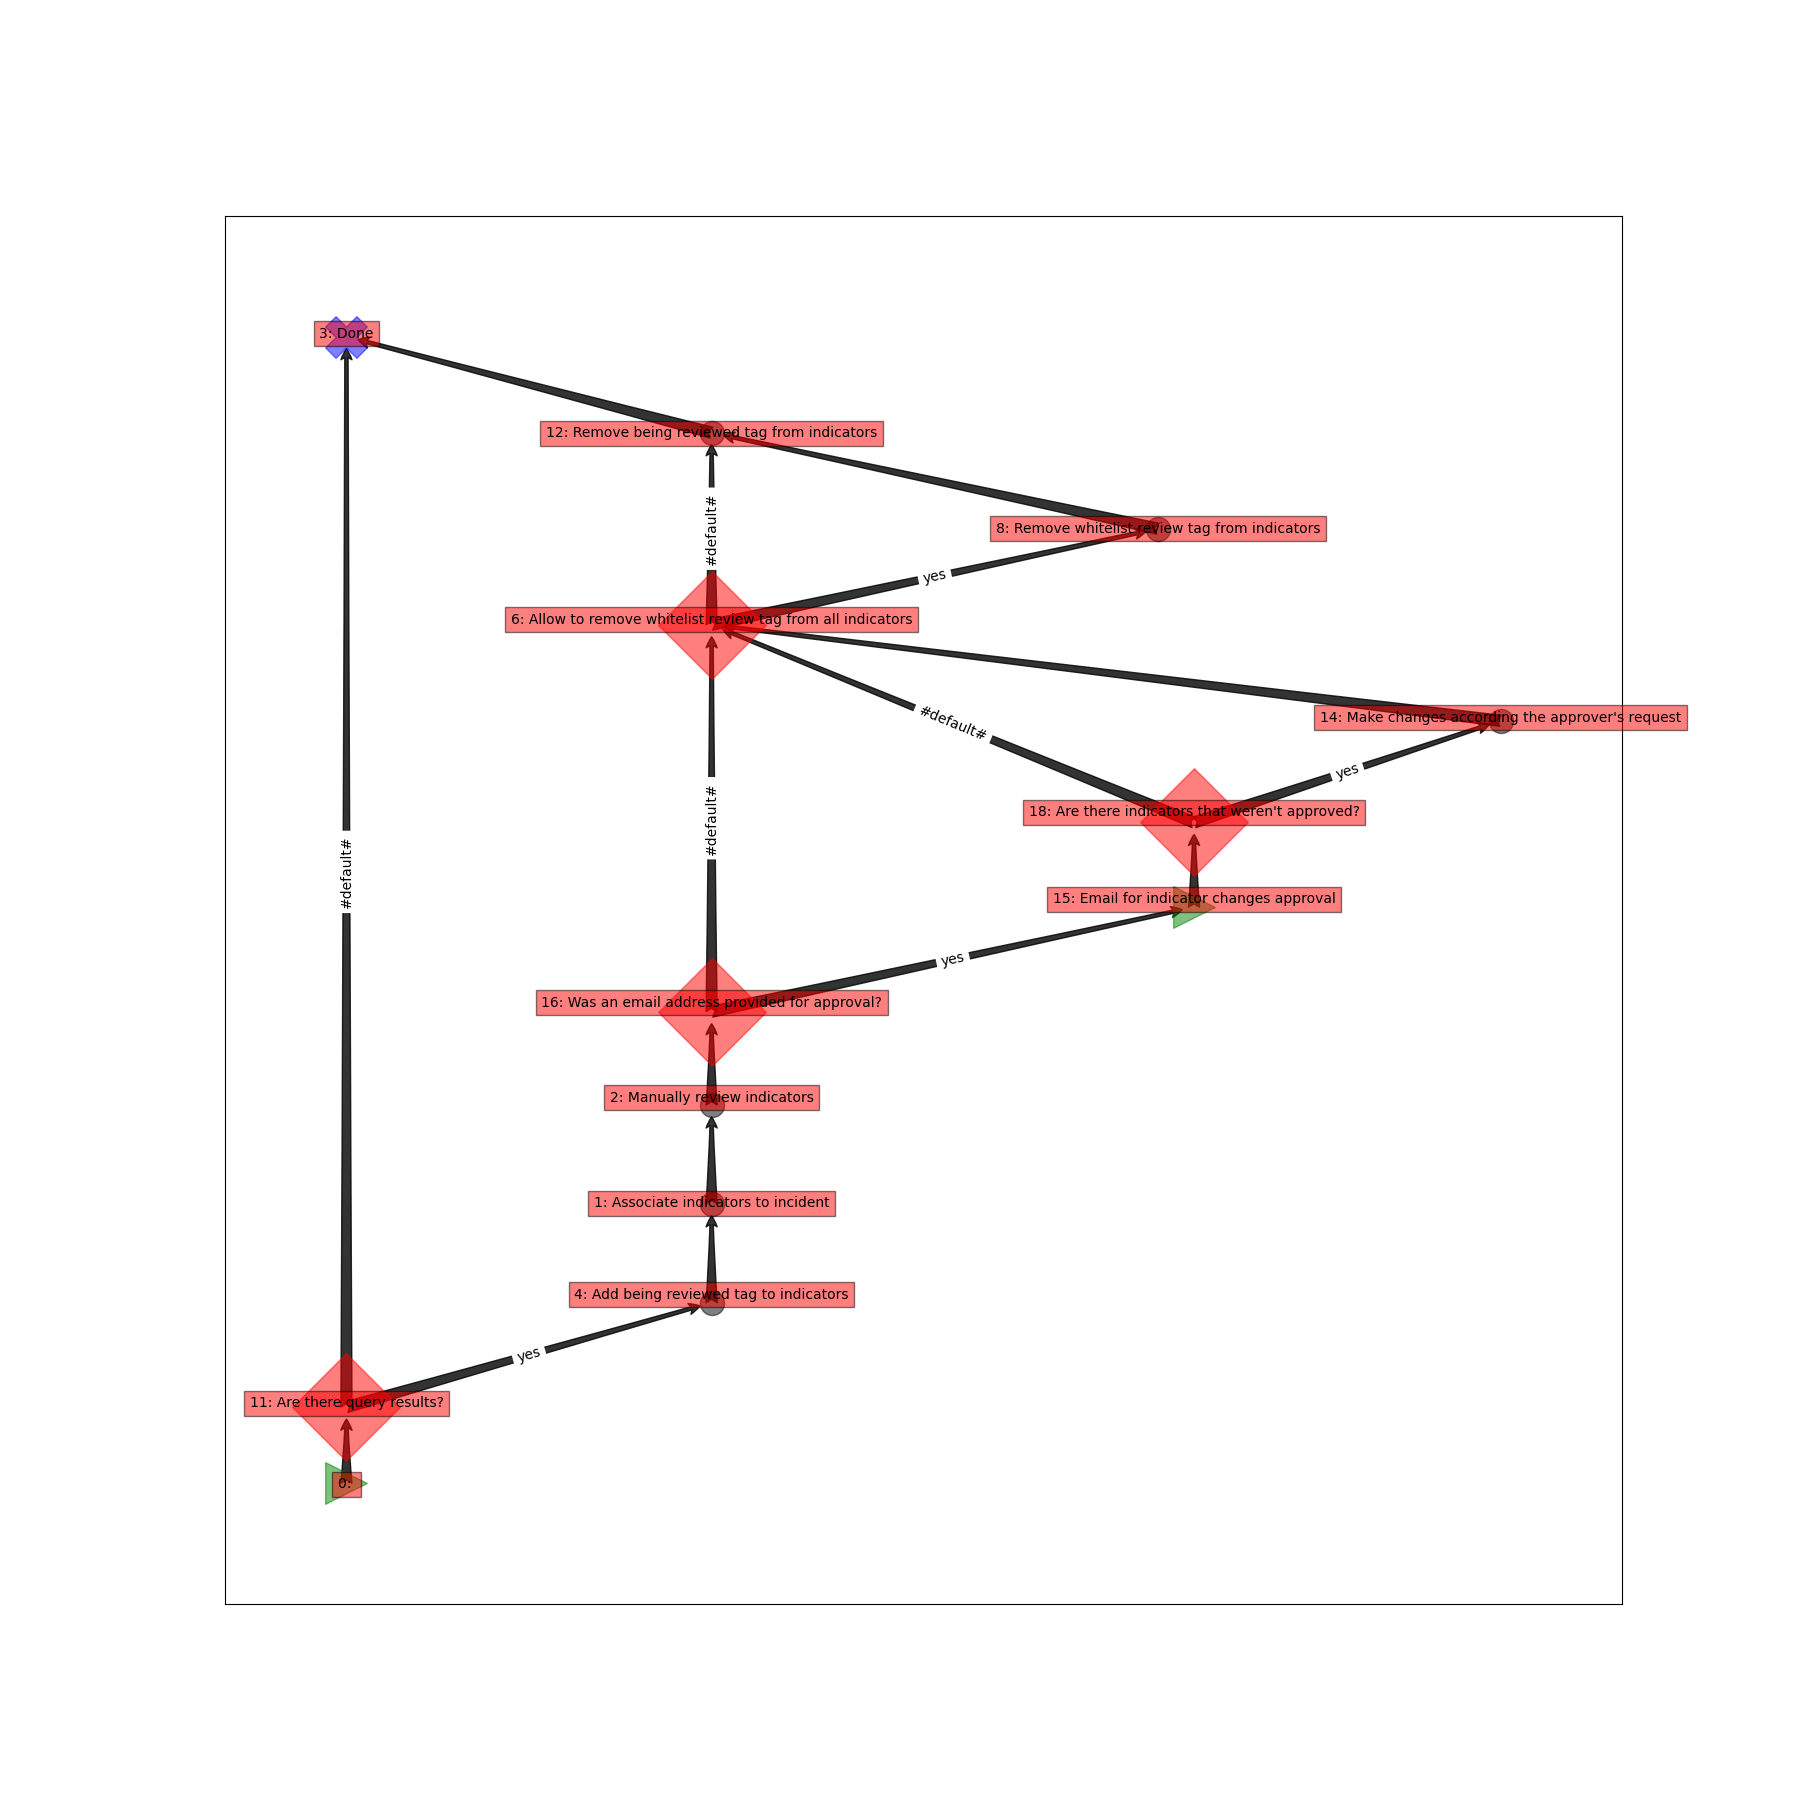 3: Done
12: Remove being reviewed tag from indicators
#default#
8: Remove whitelist review tag from indicators
yes
6: Allow to remove whitelist review tag from all indicators
#default#
14: Make changes according the approver's request
yes
18: Are there indicators that weren't approved?
#default#
#default#
15: Email for indicator changes approval
yes
16: Was an email address provided for approval?
2: Manually review indicators
1: Associate indicators to incident
4: Add being reviewed tag to indicators
yes
11: Are there query results?
0: